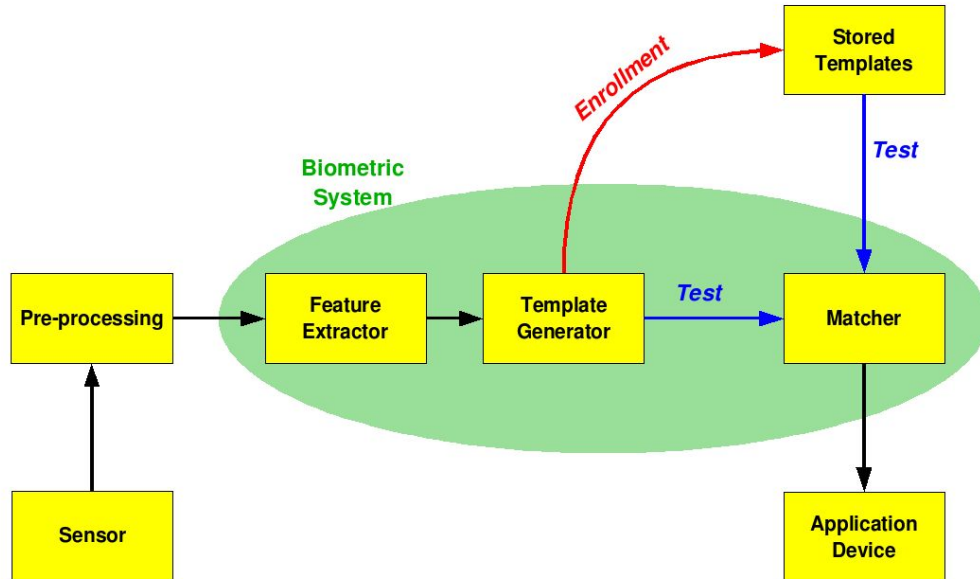 Stored
Templates
Enrollment
Test
Biometric
System
Pre-processing
Feature
Extractor
Template
Generator
Test
Matcher
Sensor
Application
Device